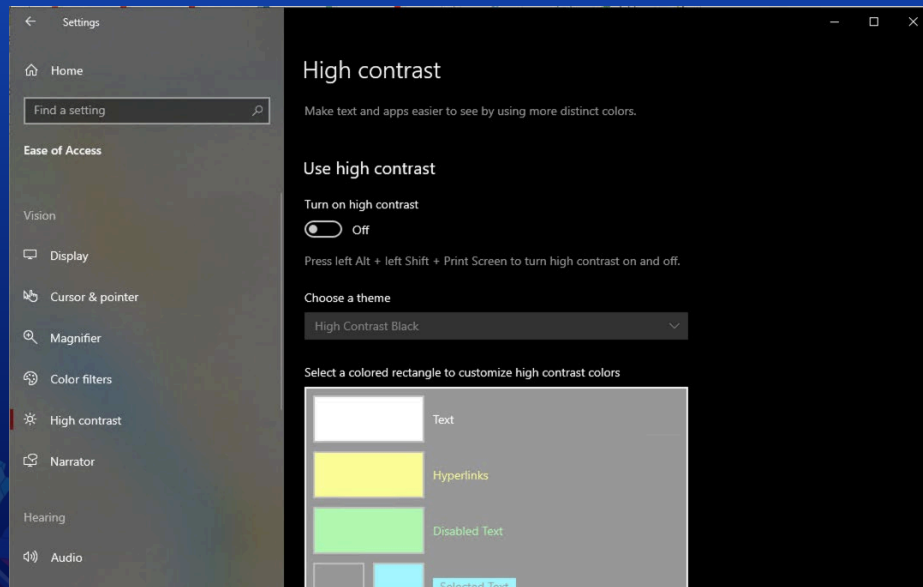 Settings
Home
Find a setting
Ease of Access
Vision
Display
Cursor & pointer
Magnifier
Color filters
High contrast
Narrator
Hearing
Audio
High contrast
Make text and apps easier to see by using more distinct colors.
Use high contrast
Turn on high contrast
Off
Press left Alt + left Shift + Print Screen to turn high contrast on and off.
Choose a theme
High Contrast Black
Select a colored rectangle to customize high contrast colors
Text
Hyperlinks
Disabled Text
Selected Text